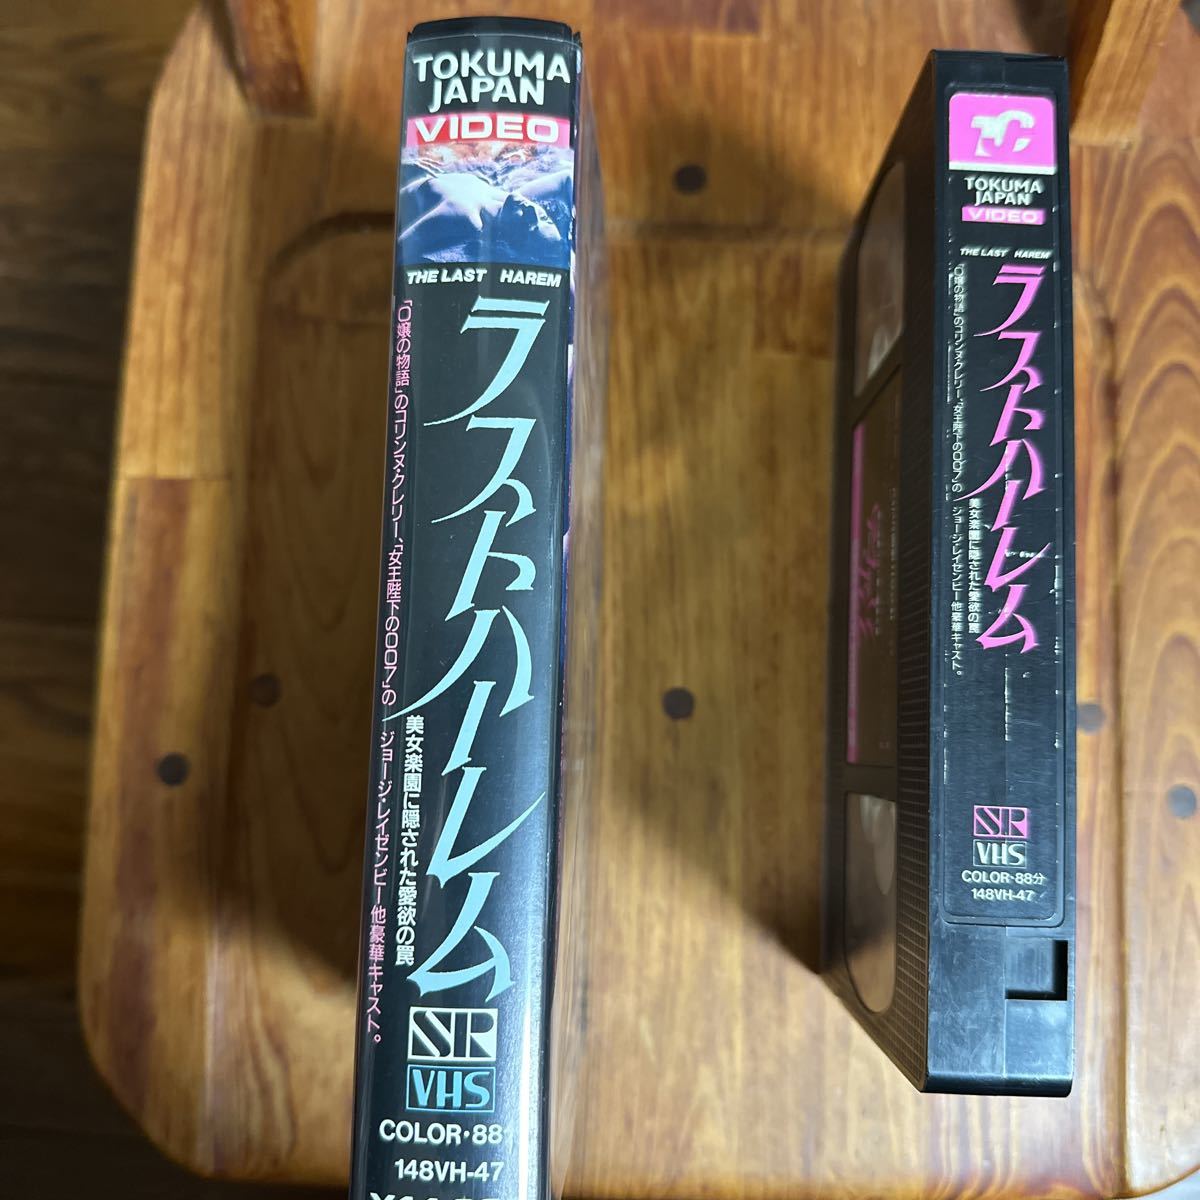 TOKUMA
JAPAN
VIDEO
THE LAST HAREM
ラストハーレム
美女楽園に隠された愛欲の罠
「O嬢の物語」のコリンヌ・クレリー、「女王陛下の007」のジョージ・レイゼンビー他豪華キャスト。
SR
VHS
COLOR・88
148VH-47
TC
TOKUMA
JAPAN
VIDEO
THE LAST HAREM
ラストハーレム
美女楽園に隠された愛欲の罠
「O嬢の物語」のコリンヌ・クレリー、「女王陛下の007」のジョージ・レイゼンビー他豪華キャスト。
SR
VHS
COLOR・88分
148VH-47